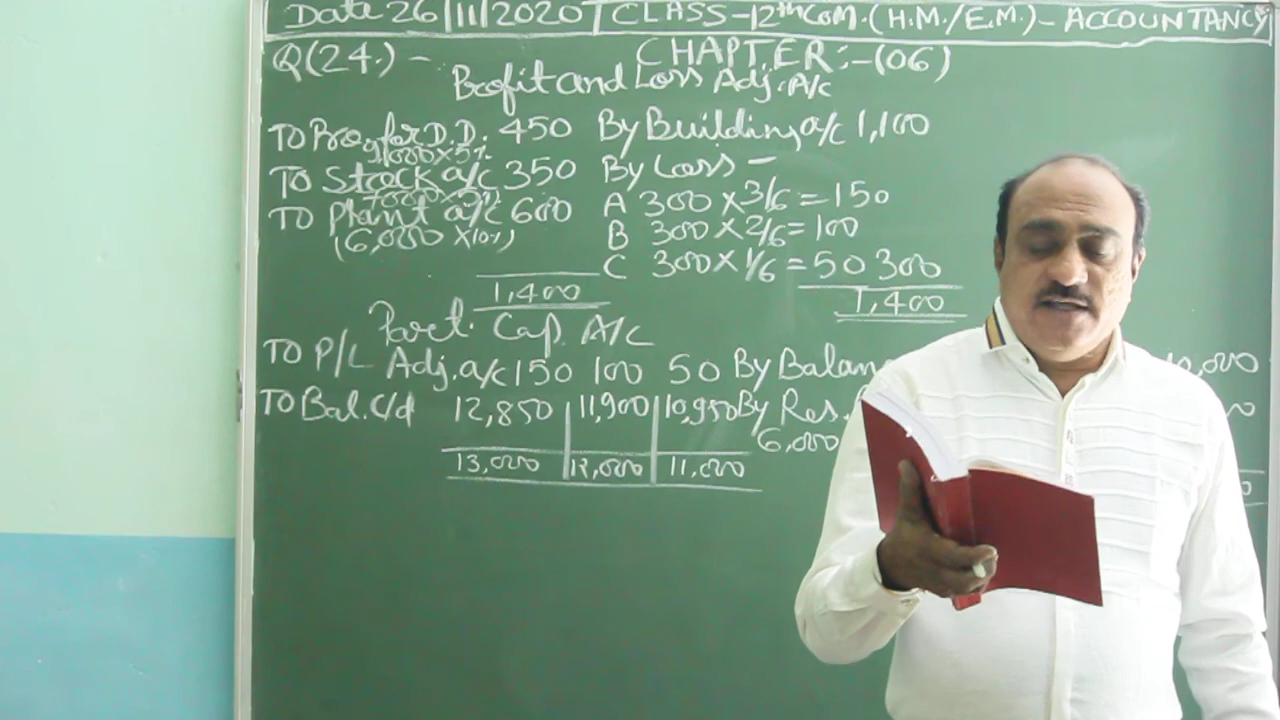 Date 26/11/2020 / CLASS-12th COM. (H.M./E.M.) - ACCOUNTANCY
Q(24.) - CHAPTER:-(06)
Profit and Loss Adj. A/c
To Pro. for D.D. 450 By Building a/c 1,100
9,000×5%
To Stock a/c 350 By Loss -
7000×5%
To Plant a/c 600 A 300×3/6=150
(6,000×10%) B 300×2/6=100
C 300×1/6=50 300
1,400 1,400
Part. Cap. A/c
To P/L Adj. a/c 150 100 50 By Balan 10,000
To Bal. C/d 12,850 11,900 10,950 By Res.
6,000
13,000 12,000 11,000